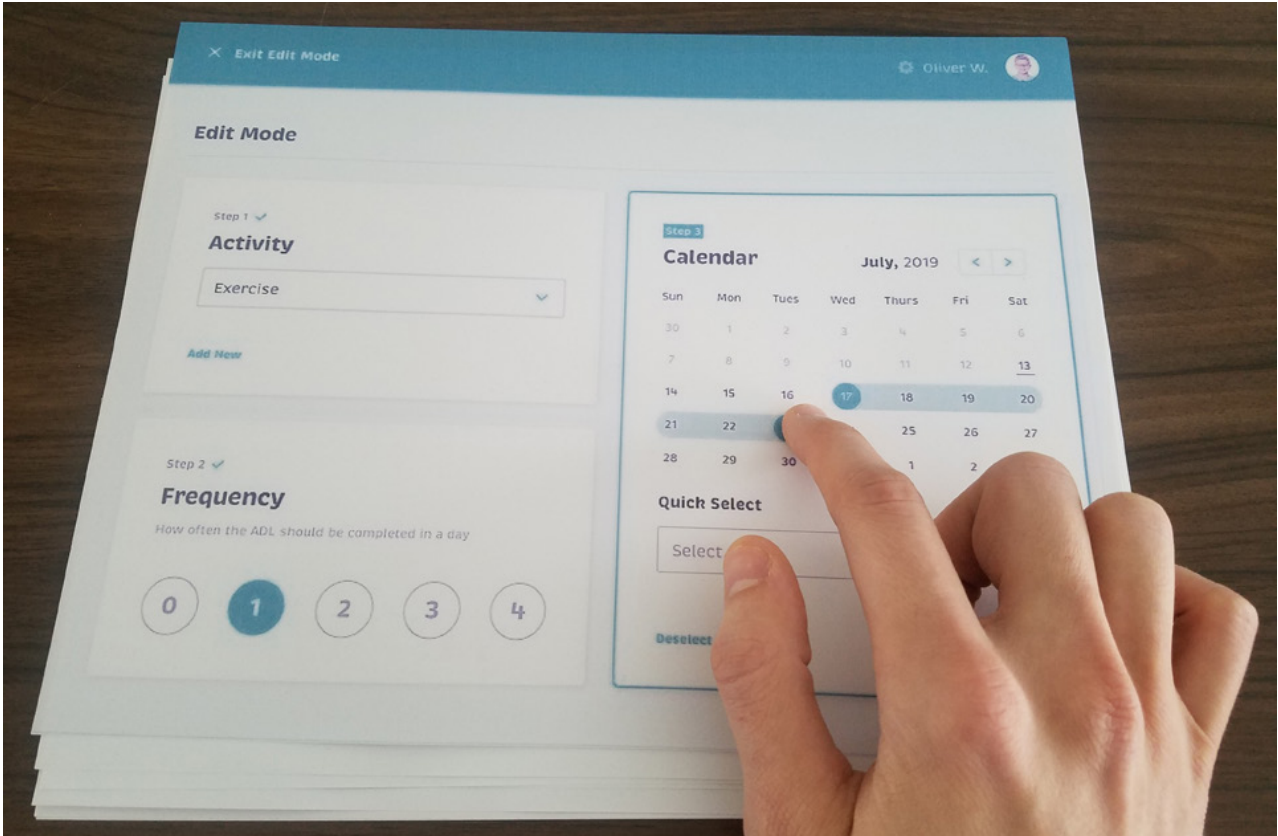 × Exit Edit Mode
Oliver W.
Edit Mode
Step 1
Activity
Exercise
Add New
Step 2
Frequency
How often the ADL should be completed in a day
0 1 2 3 4
Step 3
Calendar
July, 2019 < >
Sun Mon Tues Wed Thurs Fri Sat
30 1 2 3 4 5 6
7 8 9 10 11 12 13
14 15 16 17 18 19 20
21 22 25 26 27
28 29 30 1 2
Quick Select
Select
Deselect